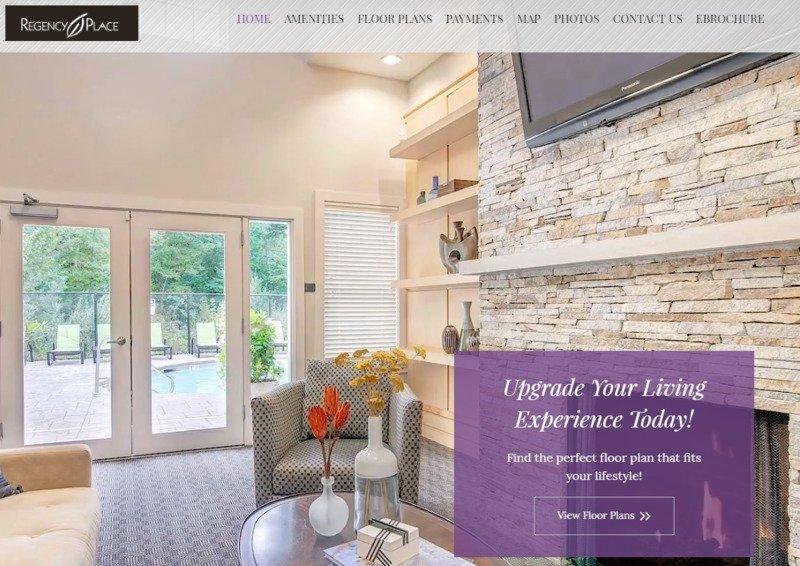 REGENCY PLACE
HOME AMENITIES FLOOR PLANS PAYMENTS MAP PHOTOS CONTACT US EBROCHURE
Panasonic
Upgrade Your Living
Experience Today!
Find the perfect floor plan that fits
your lifestyle!
View Floor Plans